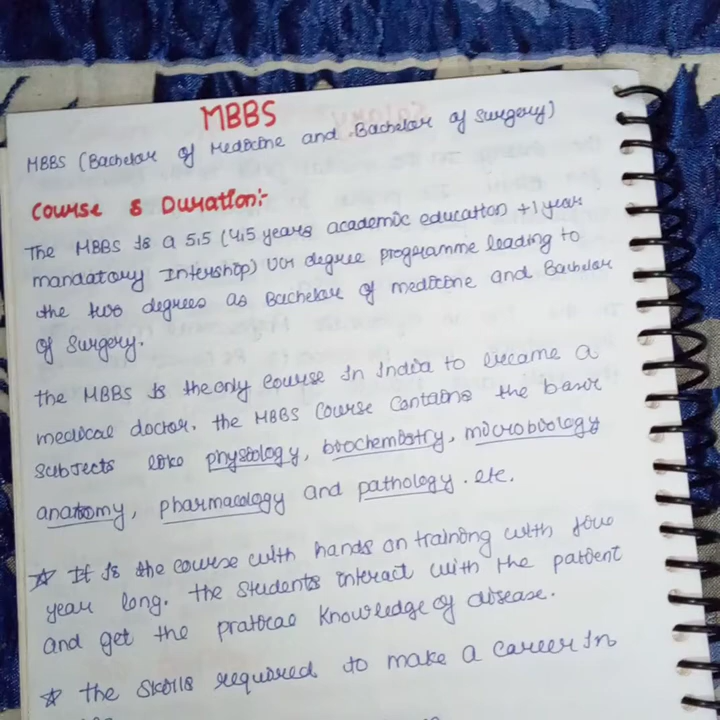 MBBS
MBBS (Bachelor of Medicine and Bachelor of Surgery)
Course & Duration:-
The MBBS Is a 5.5 (4.5 years academic education +1 year
mandatory Intership) UG degree programme leading to
the two degrees as Bachelor of medicine and Bachelor
of Surgery.
the MBBS Is the only Course In India to became a
medical doctor. the MBBS Course Contains the basic
Subjects like physiology, biochemistry, microbiology
anatomy, pharmacology and pathology. etc.
☆ It Is the course with hands on training with four
year long. the students interact with the patient
and get the pratical Knowledge of disease.
☆ the Skills required to make a career In